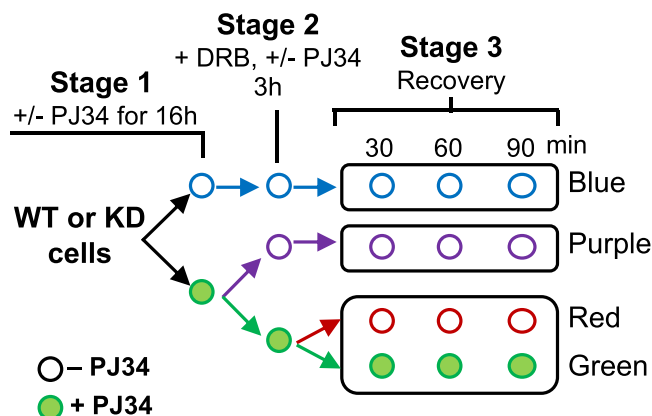 Stage 1
+/- PJ34 for 16h
Stage 2
+ DRB, +/- PJ34
3h
Stage 3
Recovery
30 60 90 min
Blue
WT or KD
cells
Purple
Red
Green
– PJ34
+ PJ34